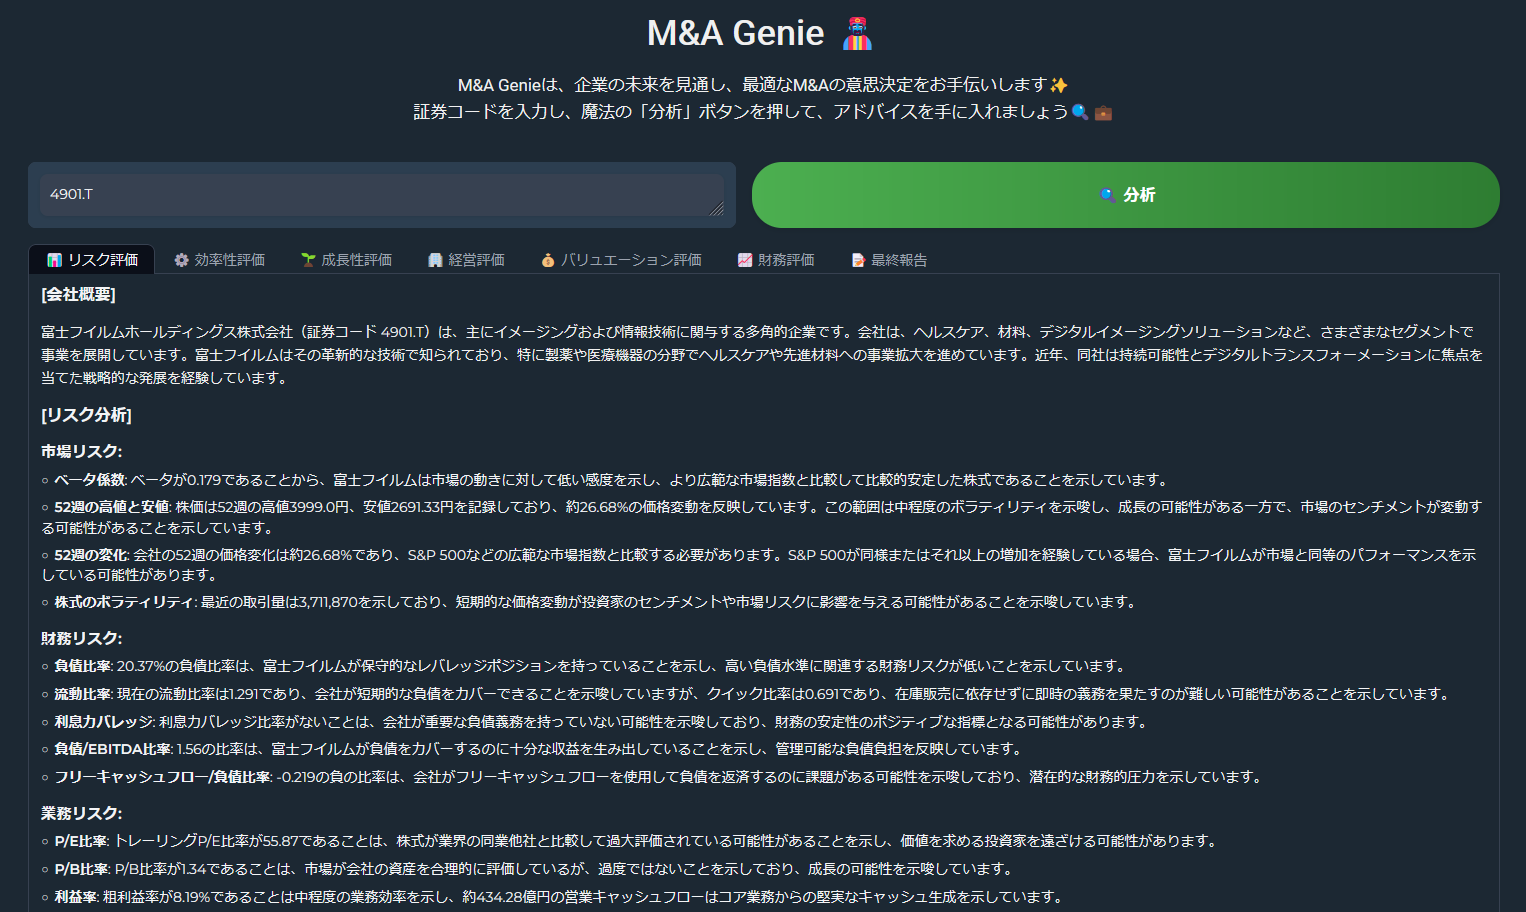 M&A Genie
M&A Genieは、企業の未来を見通し、最適なM&Aの意思決定をお手伝いします✨
証券コードを入力し、魔法の「分析」ボタンを押して、アドバイスを手に入れましょう🔍 💼
4901.T
🔍 分析
📊 リスク評価
⚙️ 効率性評価
🌱 成長性評価
🏢 経営評価
💰 バリュエーション評価
📈 財務評価
📝 最終報告
[会社概要]
富士フイルムホールディングス株式会社（証券コード 4901.T）は、主にイメージングおよび情報技術に関与する多角的企業です。会社は、ヘルスケア、材料、デジタルイメージングソリューションなど、さまざまなセグメントで
事業を展開しています。富士フイルムはその革新的な技術で知られており、特に製薬や医療機器の分野でヘルスケアや先進材料への事業拡大を進めています。近年、同社は持続可能性とデジタルトランスフォーメーションに焦点を
当てた戦略的な発展を経験しています。
[リスク分析]
市場リスク:
○ ベータ係数: ベータが0.179であることから、富士フイルムは市場の動きに対して低い感度を示し、より広範な市場指数と比較して比較的安定した株式であることを示しています。
○ 52週の高値と安値: 株価は52週の高値3999.0円、安値2691.33円を記録しており、約26.68%の価格変動を反映しています。この範囲は中程度のボラティリティを示唆し、成長の可能性がある一方で、市場のセンチメントが変動す
る可能性があることを示しています。
○ 52週の変化: 会社の52週の価格変化は約26.68%であり、S&P 500などの広範な市場指数と比較する必要があります。S&P 500が同様またはそれ以上の増加を経験している場合、富士フイルムが市場と同等のパフォーマンスを示
している可能性があります。
○ 株式のボラティリティ: 最近の取引量は3,711,870を示しており、短期的な価格変動が投資家のセンチメントや市場リスクに影響を与える可能性があることを示唆しています。
財務リスク:
○ 負債比率: 20.37%の負債比率は、富士フイルムが保守的なレバレッジポジションを持っていることを示し、高い負債水準に関連する財務リスクが低いことを示しています。
○ 流動比率: 現在の流動比率は1.291であり、会社が短期的な負債をカバーできることを示唆していますが、クイック比率は0.691であり、在庫販売に依存せずに即時の義務を果たすのが難しい可能性があることを示しています。
○ 利息カバレッジ: 利息カバレッジ比率がないことは、会社が重要な負債義務を持っていない可能性を示唆しており、財務の安定性のポジティブな指標となる可能性があります。
○ 負債/EBITDA比率: 1.56の比率は、富士フイルムが負債をカバーするのに十分な収益を生み出していることを示し、管理可能な負債負担を反映しています。
○ フリーキャッシュフロー/負債比率: -0.219の負の比率は、会社がフリーキャッシュフローを使用して負債を返済するのに課題がある可能性を示唆しており、潜在的な財務的圧力を示しています。
業務リスク:
○ P/E比率: トレーリングP/E比率が55.87であることは、株式が業界の同業他社と比較して過大評価されている可能性があることを示し、価値を求める投資家を遠ざける可能性があります。
○ P/B比率: P/B比率が1.34であることは、市場が会社の資産を合理的に評価しているが、過度ではないことを示しており、成長の可能性を示唆しています。
○ 利益率: 粗利益率が8.19%であることは中程度の業務効率を示し、約434.28億円の営業キャッシュフローはコア業務からの堅実なキャッシュ生成を示しています。